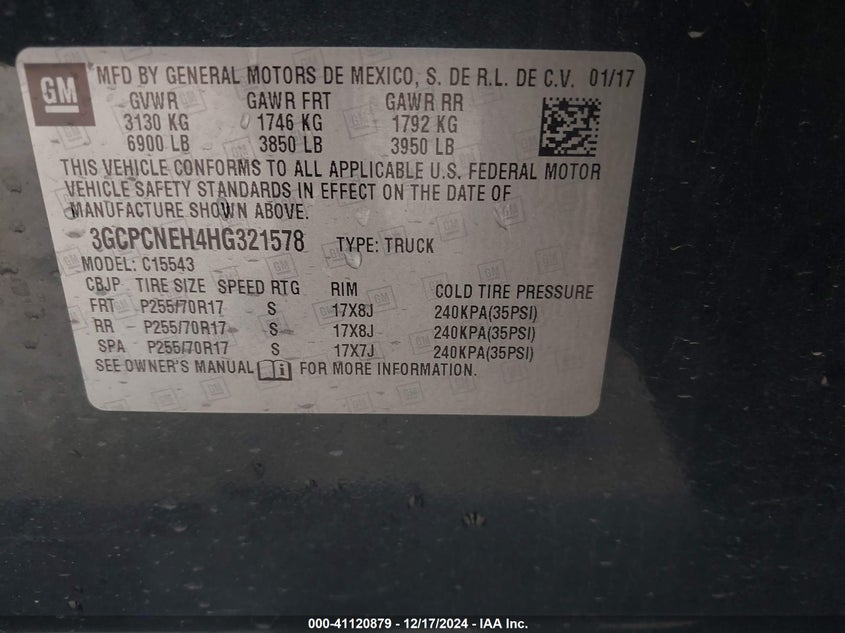 GM
MFD BY GENERAL MOTORS DE MEXICO, S. DE R.L. DE C.V. 01/17
GVWR GAWR FRT GAWR RR
3130 KG 1746 KG 1792 KG
6900 LB 3850 LB 3950 LB
THIS VEHICLE CONFORMS TO ALL APPLICABLE U.S. FEDERAL MOTOR
VEHICLE SAFETY STANDARDS IN EFFECT ON THE DATE OF
MANUFACTURE SHOWN ABOVE.
3GCPCNEH4HG321578 TYPE: TRUCK
MODEL: C15543
CBJP TIRE SIZE SPEED RTG RIM COLD TIRE PRESSURE
FRT P255/70R17 S 17X8J 240KPA(35PSI)
RR P255/70R17 S 17X8J 240KPA(35PSI)
SPA P255/70R17 S 17X7J 240KPA(35PSI)
SEE OWNER'S MANUAL i FOR MORE INFORMATION.
000-41120879 - 12/17/2024 - IAA Inc.